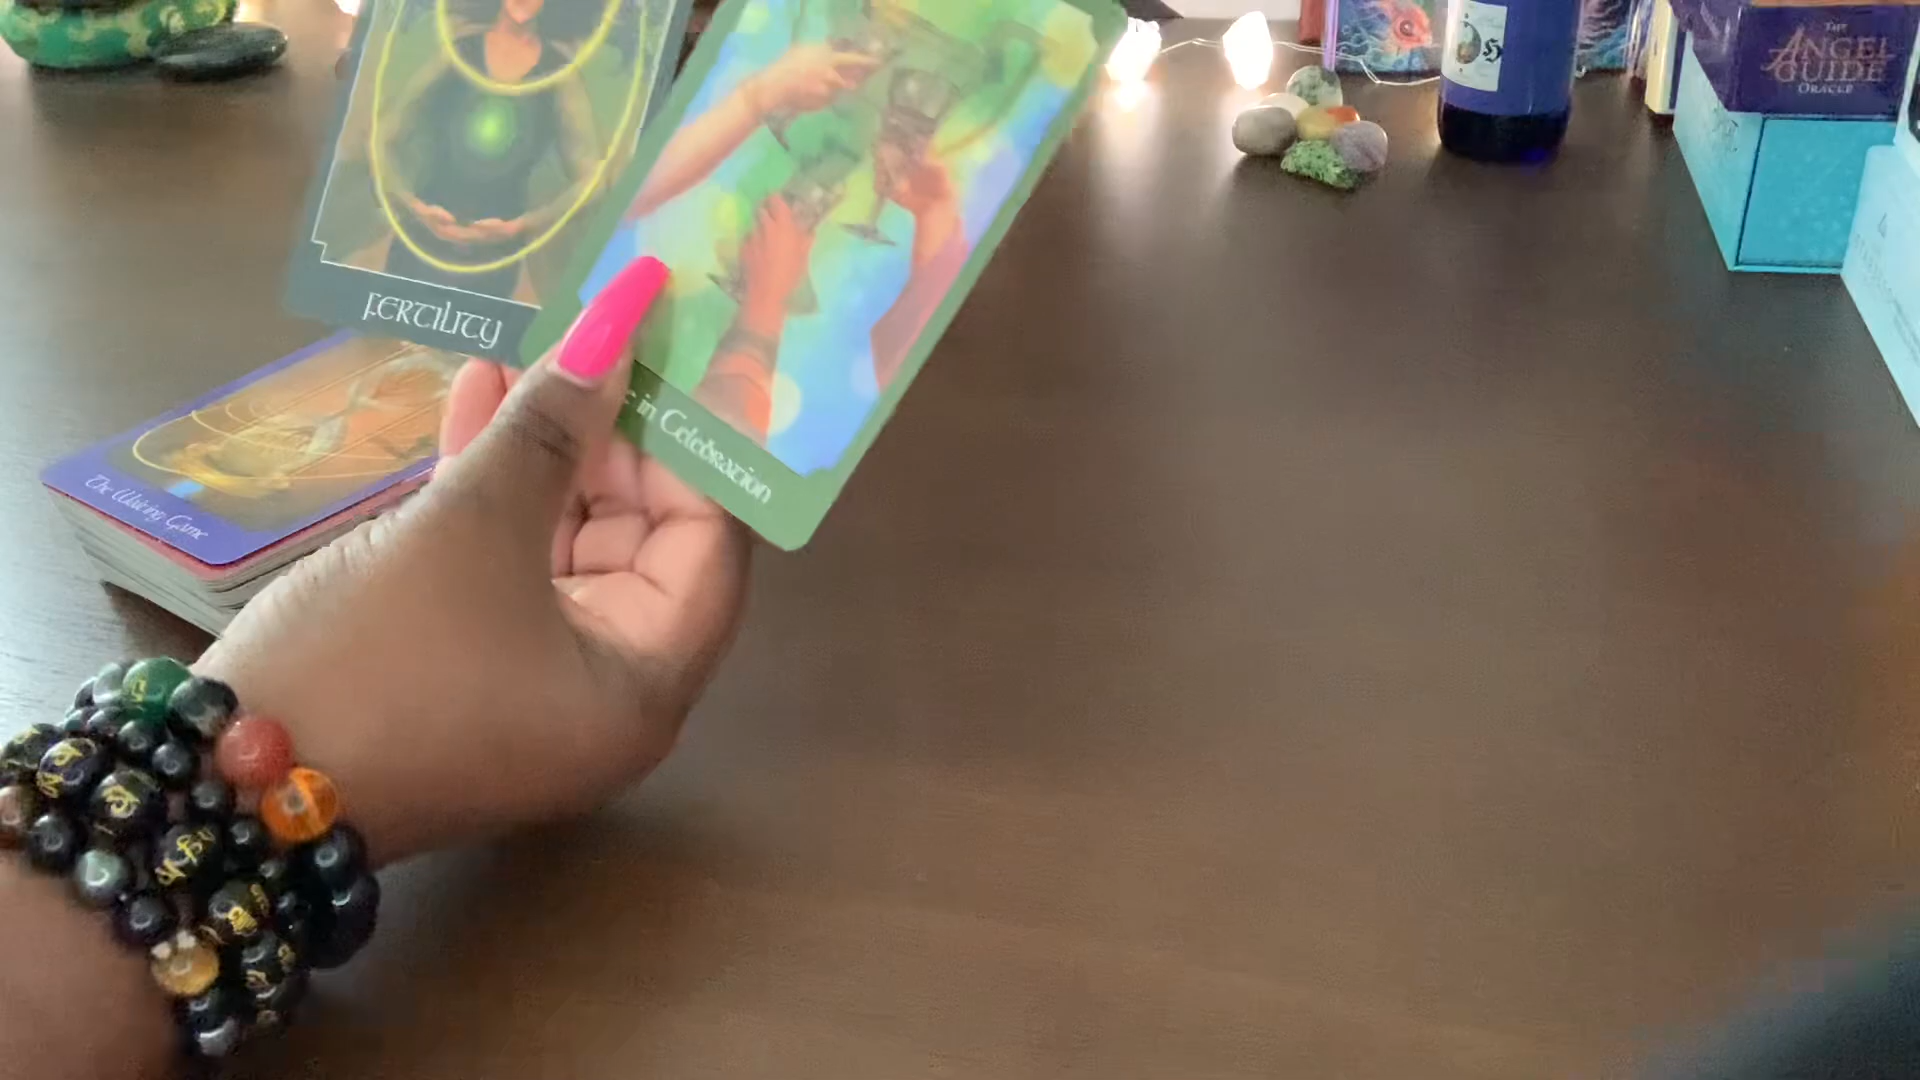 THE
ANGEL
GUIDE
ORACLE
FERTILITY
in Celebration
The Waiting Game